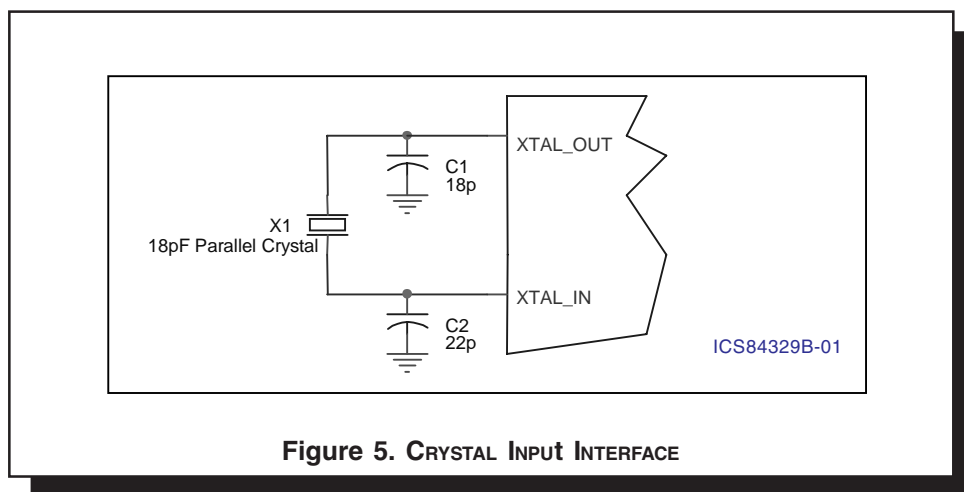 XTAL_OUT
C1
18p
X1
18pF Parallel Crystal
XTAL_IN
C2
22p
ICS84329B-01
Figure 5. CRYSTAL INPUt INTERFACE